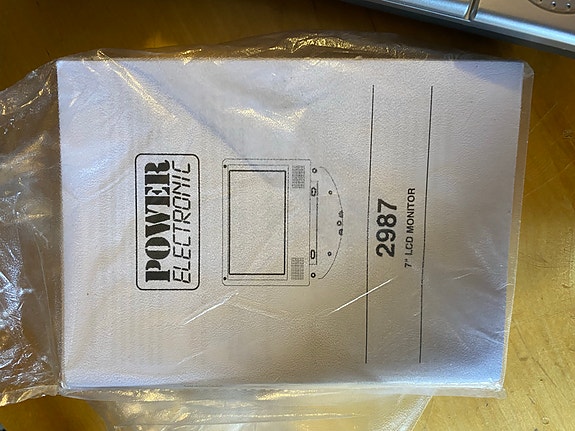 POWER
ELECTRONIC
2987
7" LCD MONITOR